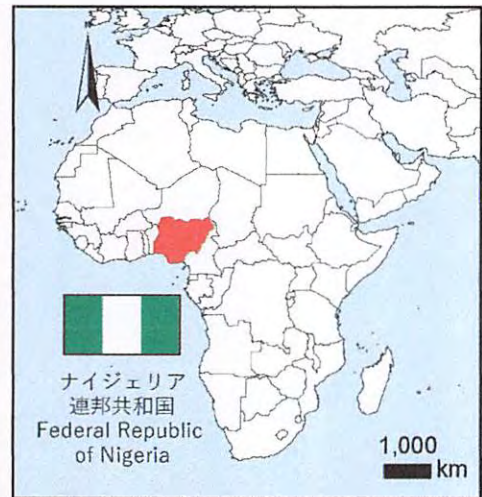 ナイジェリア
連邦共和国
Federal Republic
of Nigeria
1,000
km